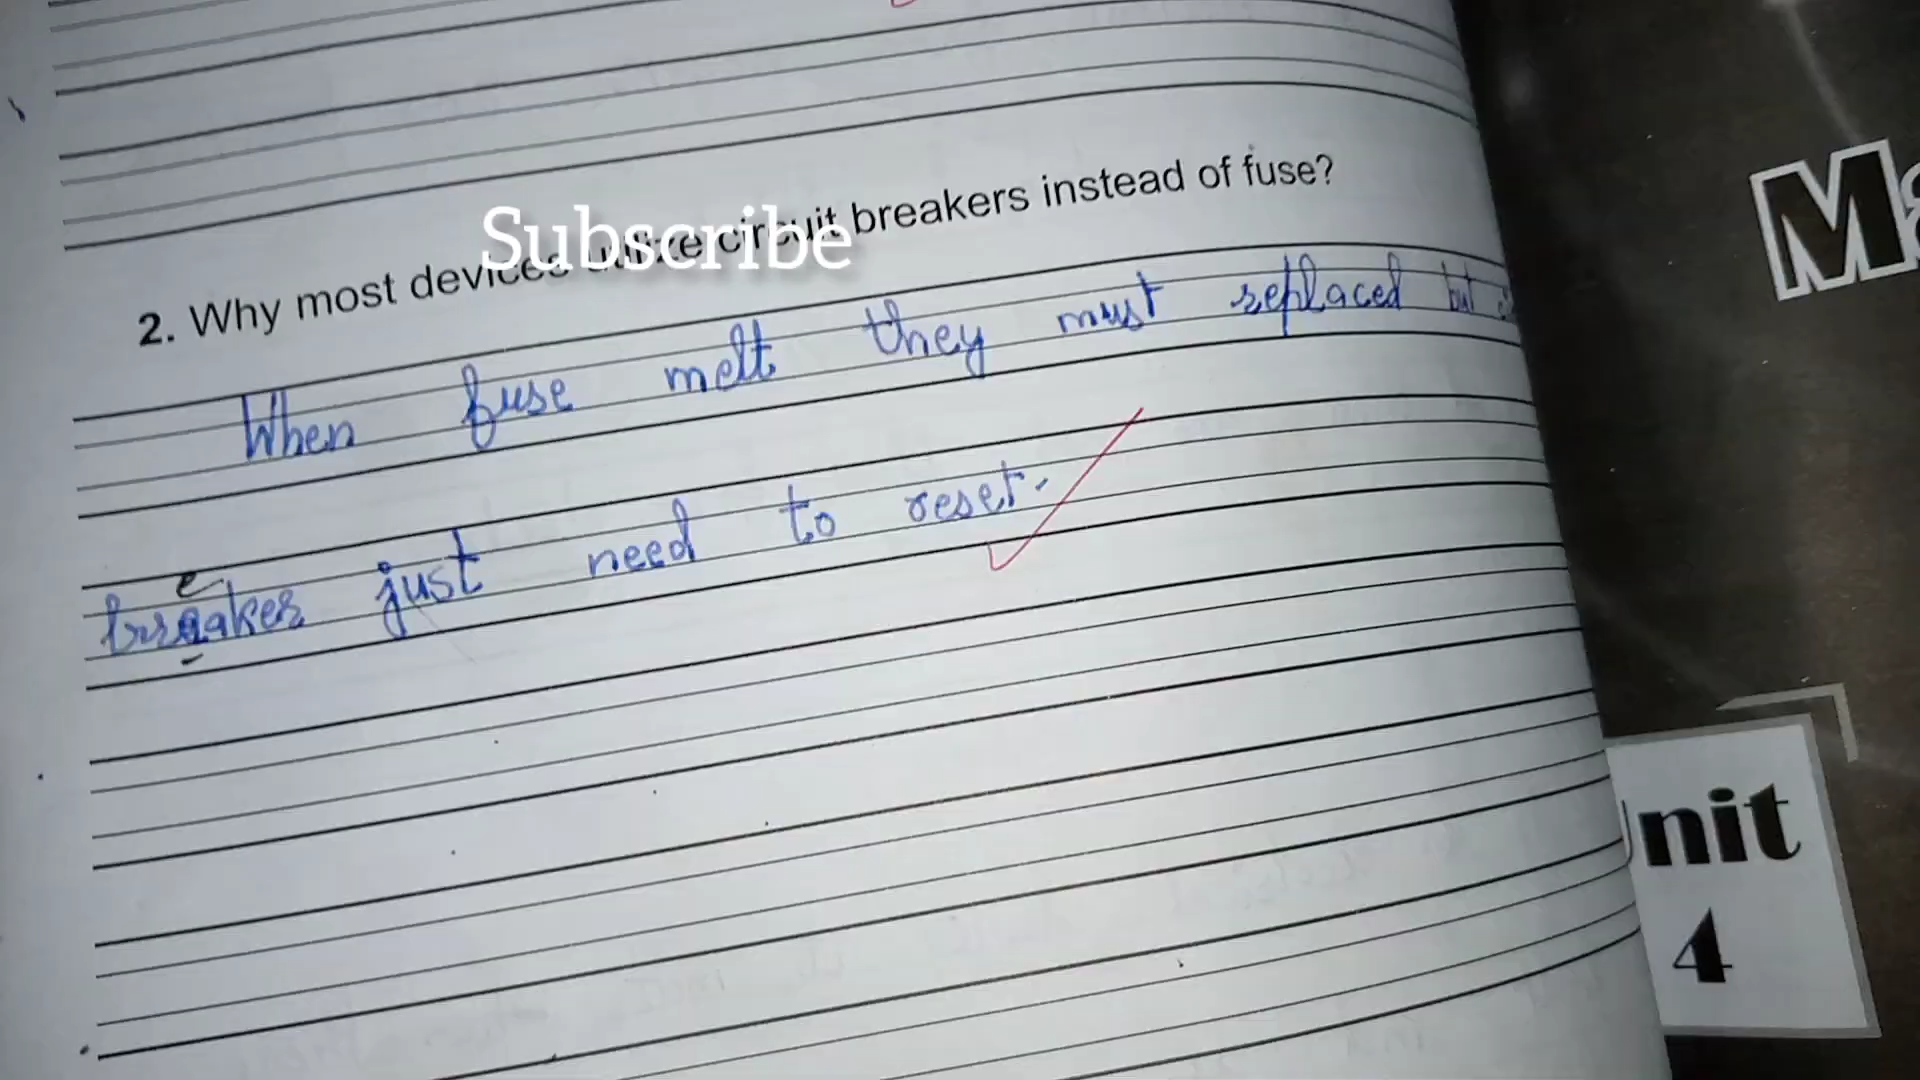 2. Why most devices utilize circuit breakers instead of fuse?
Subscribe
When fuse melt they must replaced but
breaker just need to reset.
Unit
4